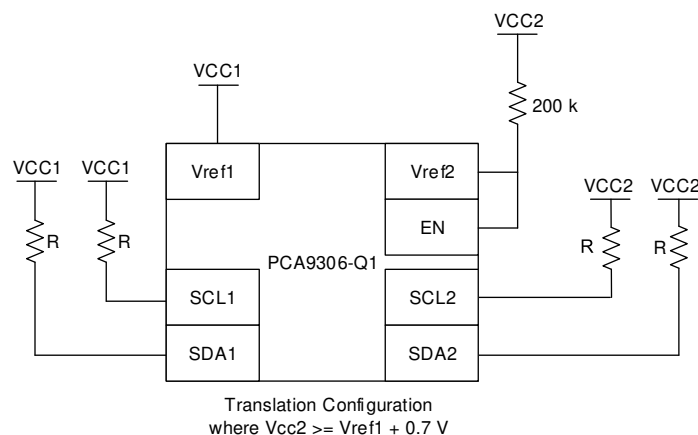 VCC2
VCC1
200 k
VCC1
VCC1
Vref1
Vref2
VCC2
VCC2
R
R
EN
R
R
PCA9306-Q1
SCL1
SCL2
SDA1
SDA2
Translation Configuration
where Vcc2 >= Vref1 + 0.7 V